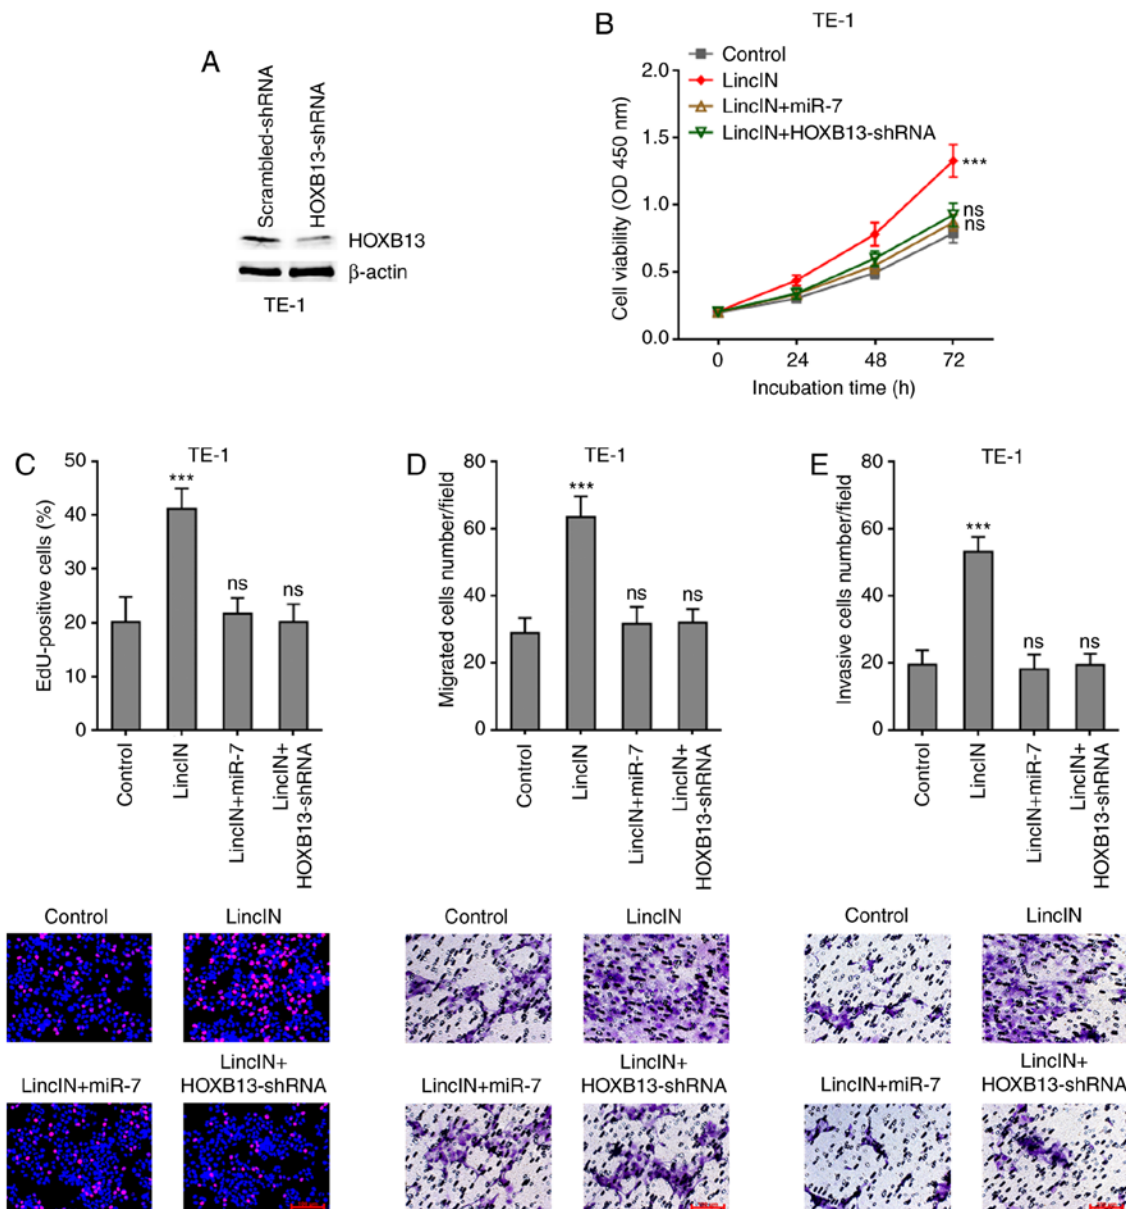 A
Scrambled-shRNA
HOXB13-shRNA
HOXB13
β-actin
TE-1
B
TE-1
Control
LincIN
LincIN+miR-7
LincIN+HOXB13-shRNA
Cell viability (OD 450 nm)
2.0
1.5
1.0
0.5
0.0
***
ns
ns
0 24 48 72
Incubation time (h)
C
TE-1
EdU-positive cells (%)
50
40
30
20
10
0
***
ns
ns
Control
LincIN
LincIN+miR-7
LincIN+
HOXB13-shRNA
D
TE-1
Migrated cells number/field
80
60
40
20
0
***
ns
ns
Control
LincIN
LincIN+miR-7
LincIN+
HOXB13-shRNA
E
TE-1
Invasive cells number/field
80
60
40
20
0
***
ns
ns
Control
LincIN
LincIN+miR-7
LincIN+
HOXB13-shRNA
Control LincIN
LincIN+miR-7
LincIN+
HOXB13-shRNA
Control LincIN
LincIN+miR-7
LincIN+
HOXB13-shRNA
Control LincIN
LincIN+miR-7
LincIN+
HOXB13-shRNA